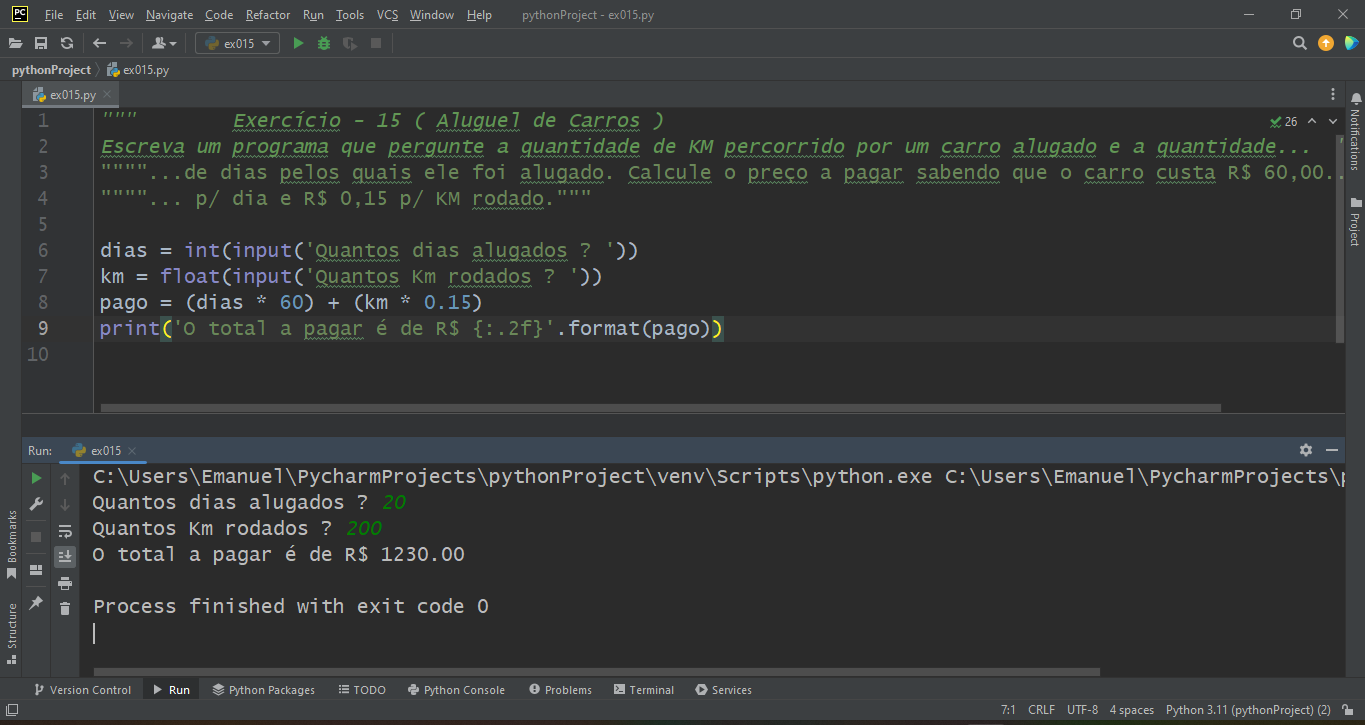 PC File Edit View Navigate Code Refactor Run Tools VCS Window Help pythonProject - ex015.py
ex015
pythonProject ex015.py
ex015.py
1 """ Exercício - 15 ( Aluguel de Carros )
26
2 Escreva um programa que pergunte a quantidade de KM percorrido por um carro alugado e a quantidade... "
3 """"...de dias pelos quais ele foi alugado. Calcule o preço a pagar sabendo que o carro custa R$ 60,00..
4 """"... p/ dia e R$ 0,15 p/ KM rodado."""
5
6 dias = int(input('Quantos dias alugados ? '))
7 km = float(input('Quantos Km rodados ? '))
8 pago = (dias * 60) + (km * 0.15)
9 print('O total a pagar é de R$ {:.2f}'.format(pago))
10
Notifications
Project
Run: ex015
C:\Users\Emanuel\PycharmProjects\pythonProject\venv\Scripts\python.exe C:\Users\Emanuel\PycharmProjects\p
Quantos dias alugados ? 20
Quantos Km rodados ? 200
O total a pagar é de R$ 1230.00
Process finished with exit code 0
Bookmarks
Structure
Version Control Run Python Packages TODO Python Console Problems Terminal Services
7:1 CRLF UTF-8 4 spaces Python 3.11 (pythonProject) (2)